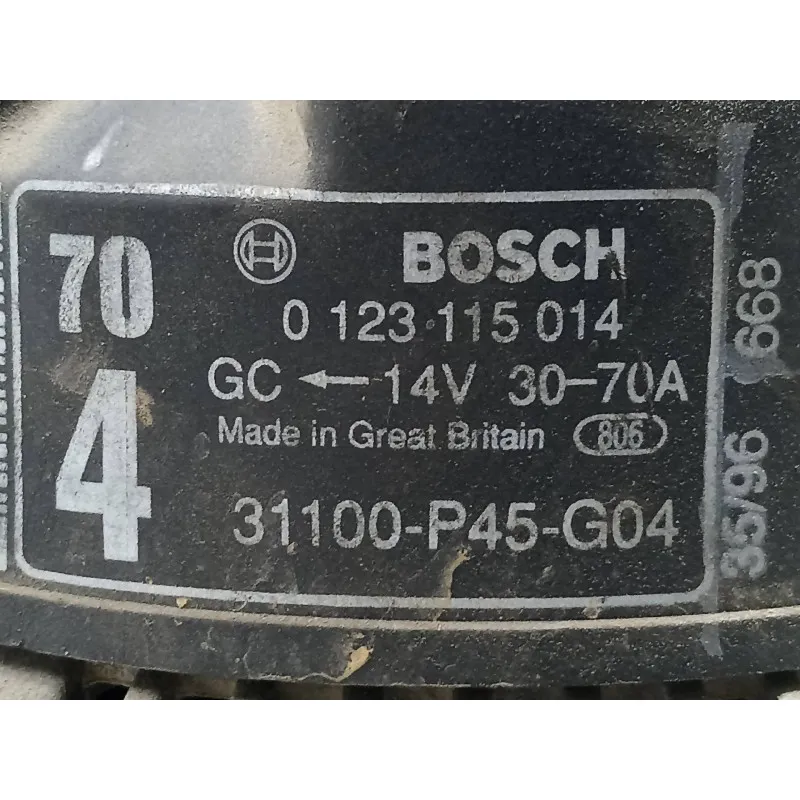 70
4
BOSCH
0 123 115 014
GC ← 14V 30-70A
Made in Great Britain 806
31100-P45-G04
35/96 668